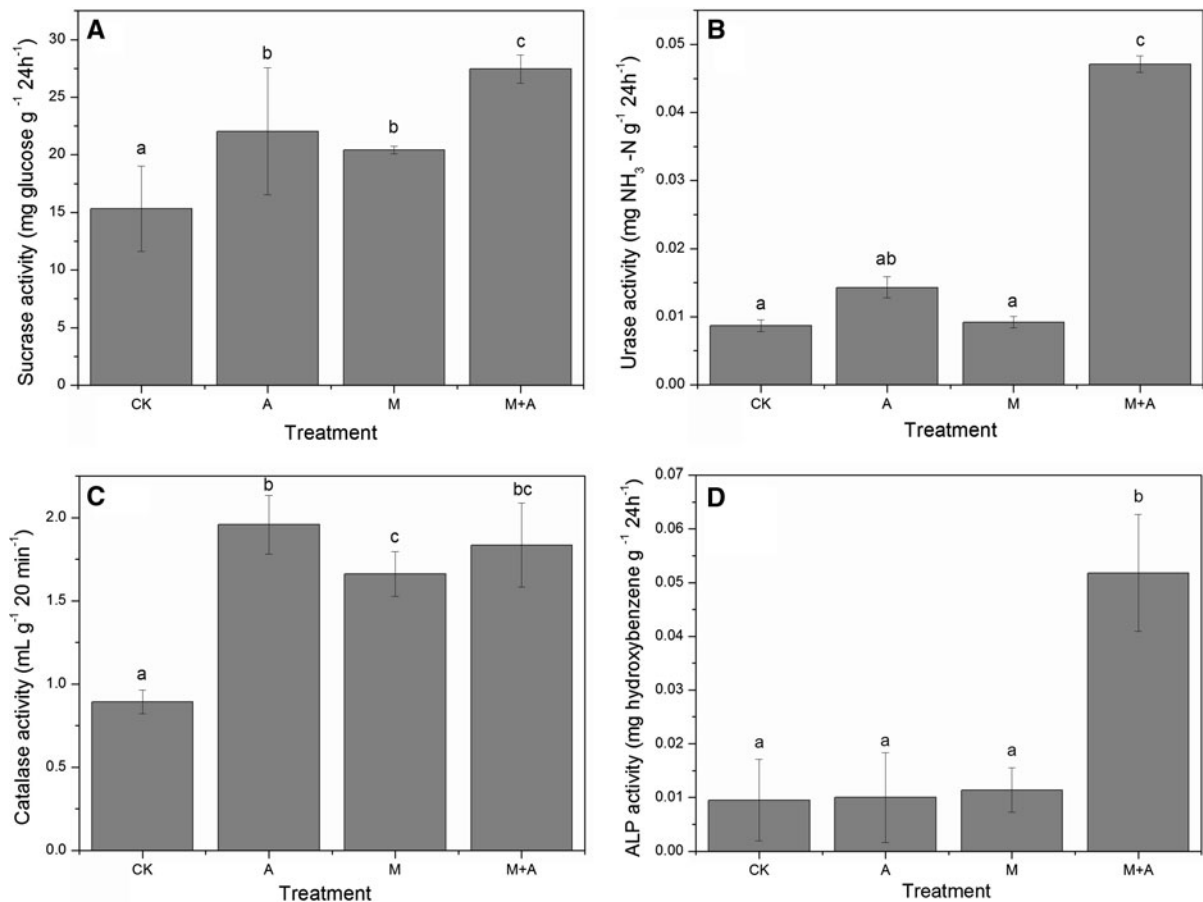 A
Sucrase activity (mg glucose g⁻¹ 24h⁻¹)
30
25
20
15
10
5
0
a
b
b
c
CK A M M+A
Treatment
B
Urase activity (mg NH₃ -N g⁻¹ 24h⁻¹)
0.05
0.04
0.03
0.02
0.01
0.00
a
ab
a
c
CK A M M+A
Treatment
C
Catalase activity (mL g⁻¹ 20 min⁻¹)
2.0
1.5
1.0
0.5
0.0
a
b
c
bc
CK A M M+A
Treatment
D
ALP activity (mg hydroxybenzene g⁻¹ 24h⁻¹)
0.07
0.06
0.05
0.04
0.03
0.02
0.01
0.00
a
a
a
b
CK A M M+A
Treatment